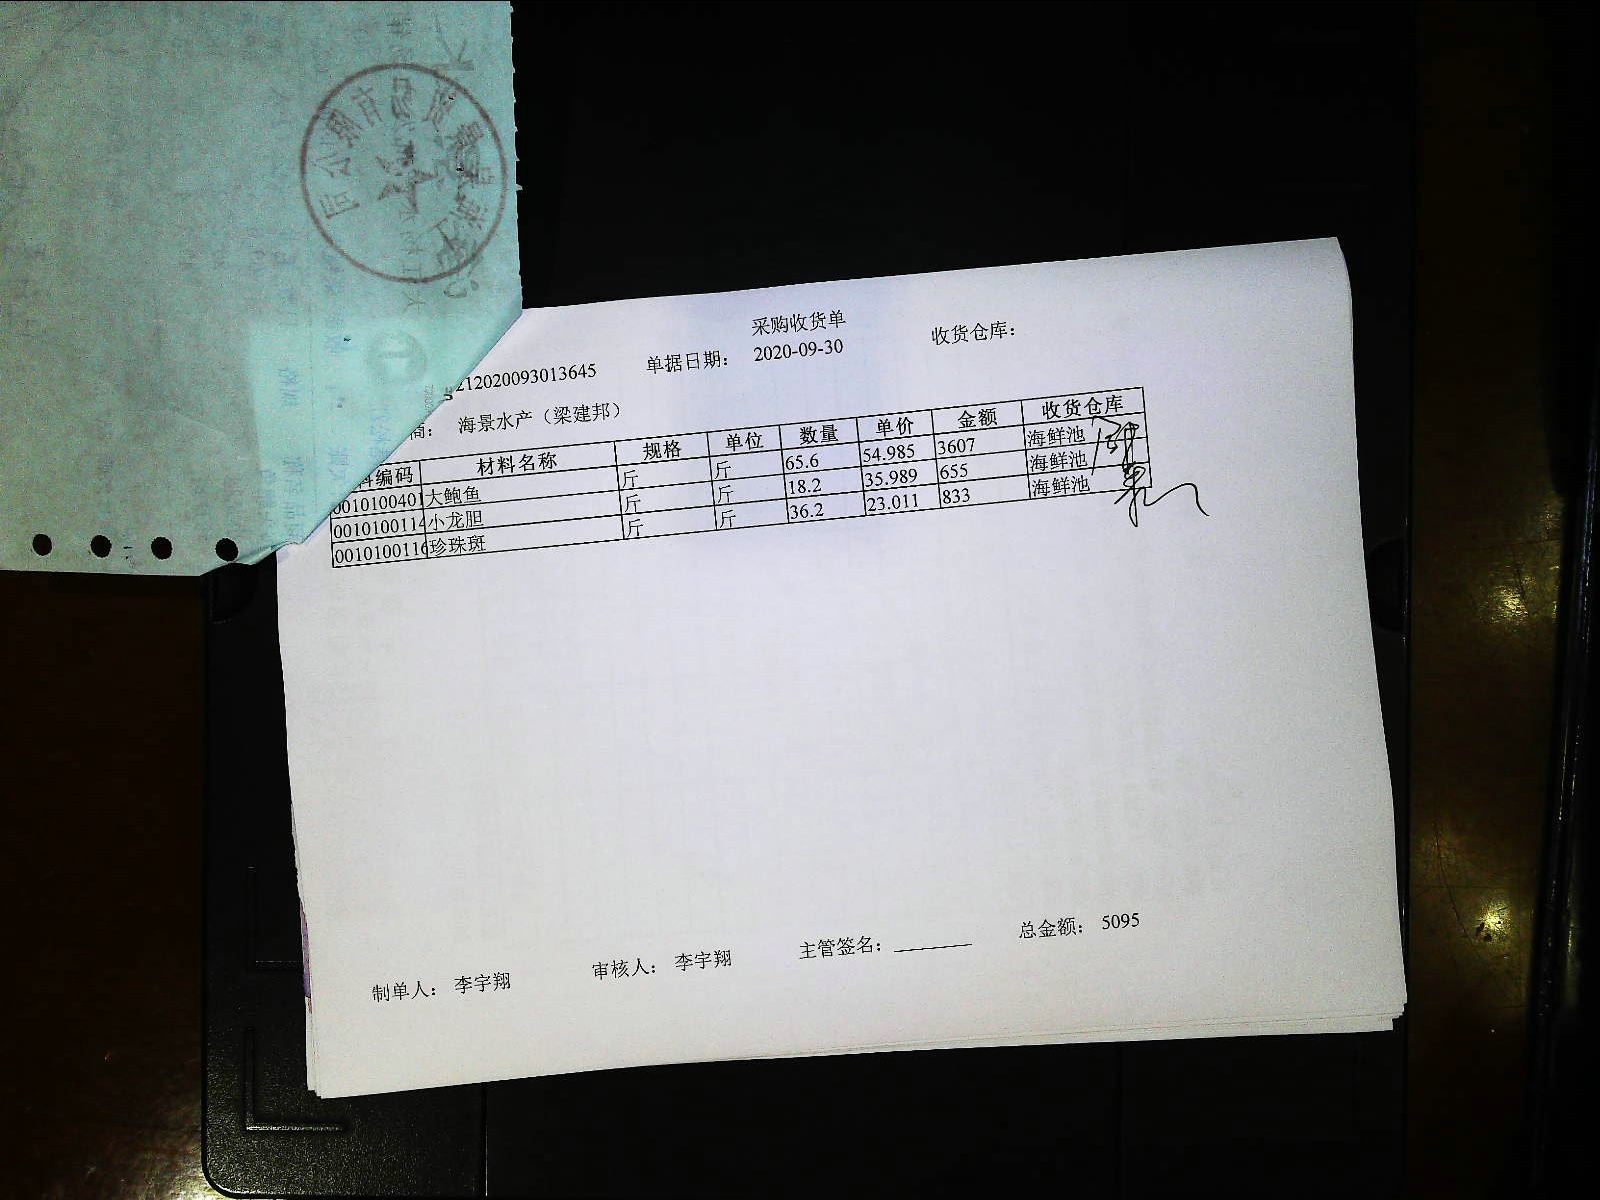 采购收货单
212020093013645 单据日期: 2020-09-30 收货仓库:
商: 海景水产（梁建邦）
料编码 材料名称 规格 单位 数量 单价 金额 收货仓库
001010040 大鲍鱼 斤 斤 65.6 54.985 3607 海鲜池
001010011 小龙胆 斤 斤 18.2 35.989 655 海鲜池
001010011 珍珠斑 斤 斤 36.2 23.011 833 海鲜池
制单人: 李宇翔 审核人: 李宇翔 主管签名: 总金额: 5095